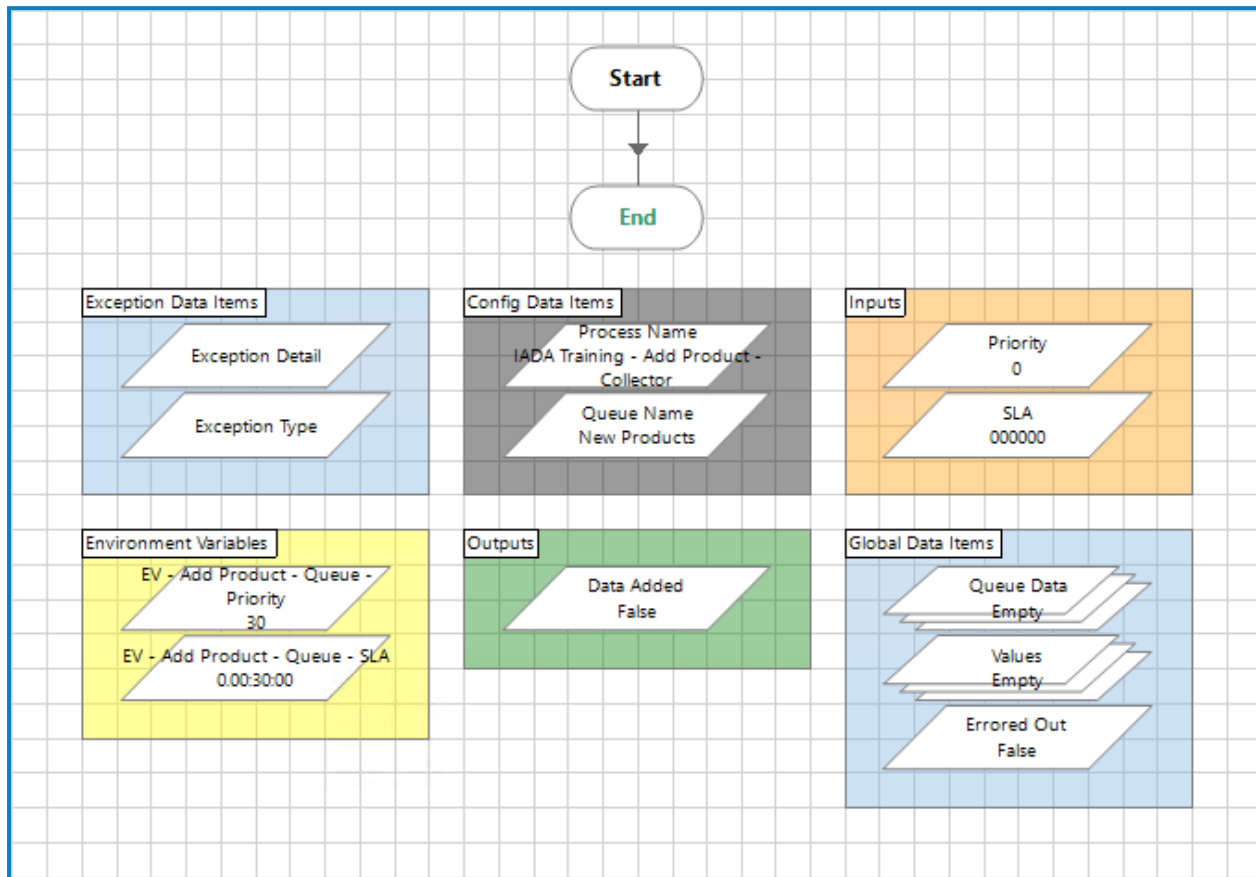 Start
End
Exception Data Items
Exception Detail
Exception Type
Config Data Items
Process Name
IADA Training - Add Product -
Collector
Queue Name
New Products
Inputs
Priority
0
SLA
000000
Environment Variables
EV - Add Product - Queue -
Priority
30
EV - Add Product - Queue - SLA
0.00:30:00
Outputs
Data Added
False
Global Data Items
Queue Data
Empty
Values
Empty
Errored Out
False